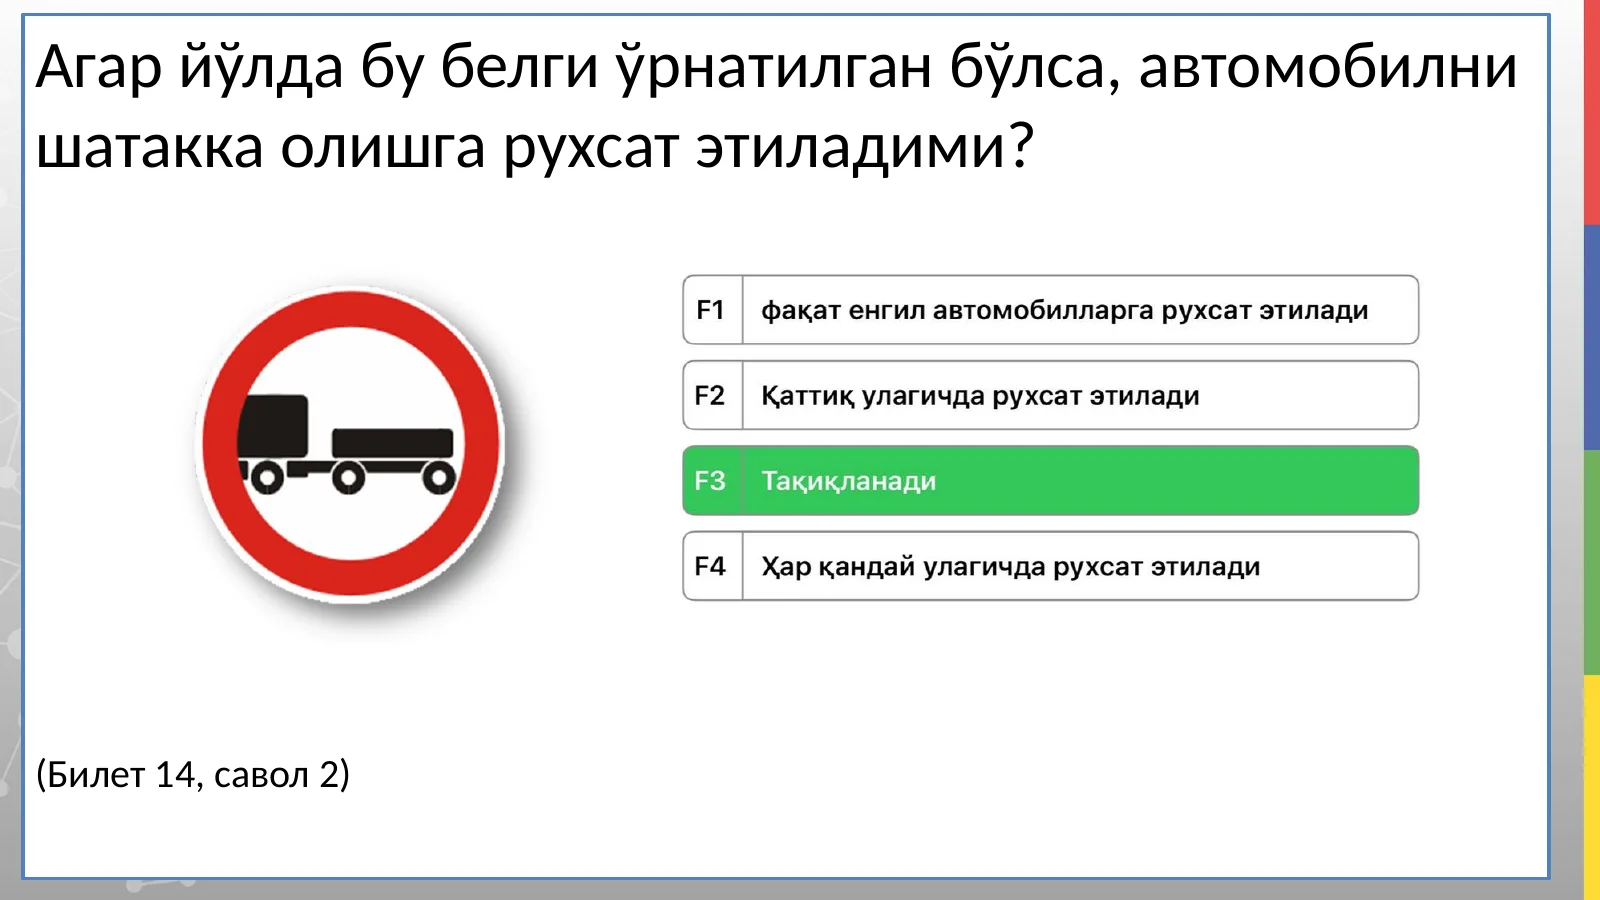 Агар йўлда бу белги ўрнатилган бўлса, автомобилни
шатакка олишга рухсат этиладими?
F1 фақат енгил автомобилларга рухсат этилади
F2 Қаттиқ улагичда рухсат этилади
F3 Тақиқланади
F4 Ҳар қандай улагичда рухсат этилади
(Билет 14, савол 2)